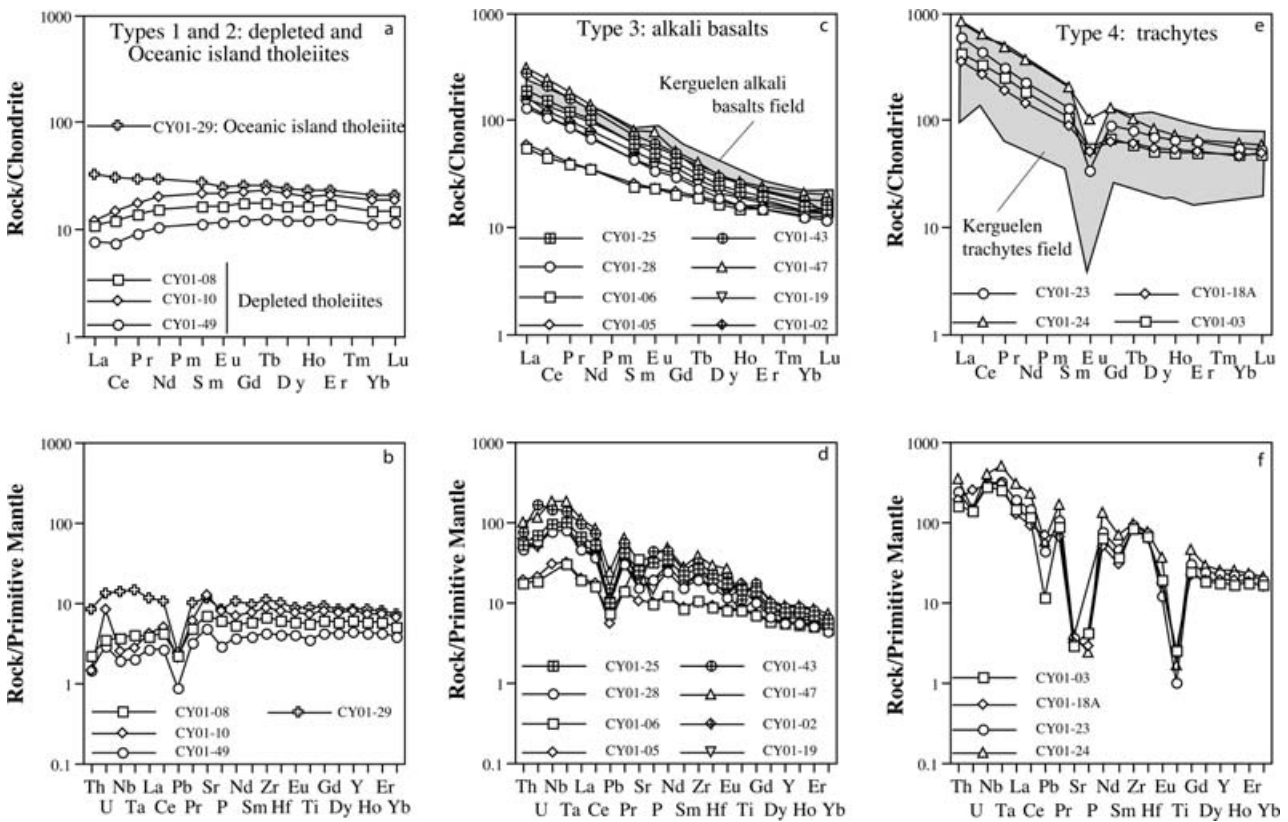 1000
100
10
1
Rock/Chondrite
Types 1 and 2: depleted and
Oceanic island tholeiites
a
CY01-29: Oceanic island tholeiite
CY01-08
CY01-10
CY01-49
Depleted tholeiites
La Pr Pm Eu Tb Ho Tm Lu
Ce Nd Sm Gd Dy Er Yb
1000
100
10
1
Rock/Chondrite
Type 3: alkali basalts
c
Kerguelen alkali
basalts field
CY01-25 CY01-43
CY01-28 CY01-47
CY01-06 CY01-19
CY01-05 CY01-02
La Pr Pm Eu Tb Ho Tm Lu
Ce Nd Sm Gd Dy Er Yb
1000
100
10
1
Rock/Chondrite
Type 4: trachytes
e
Kerguelen
trachytes field
CY01-23 CY01-18A
CY01-24 CY01-03
La Pr Pm Eu Tb Ho Tm Lu
Ce Nd Sm Gd Dy Er Yb
1000
100
10
1
0.1
Rock/Primitive Mantle
b
CY01-08 CY01-29
CY01-10
CY01-49
Th Nb La Pb Sr Nd Zr Eu Gd Y Er
U Ta Ce Pr P Sm Hf Ti Dy Ho Yb
1000
100
10
1
0.1
Rock/Primitive Mantle
d
CY01-25 CY01-43
CY01-28 CY01-47
CY01-06 CY01-02
CY01-05 CY01-19
Th Nb La Pb Sr Nd Zr Eu Gd Y Er
U Ta Ce Pr P Sm Hf Ti Dy Ho Yb
1000
100
10
1
0.1
Rock/Primitive Mantle
f
CY01-03
CY01-18A
CY01-23
CY01-24
Th Nb La Pb Sr Nd Zr Eu Gd Y Er
U Ta Ce Pr P Sm Hf Ti Dy Ho Yb